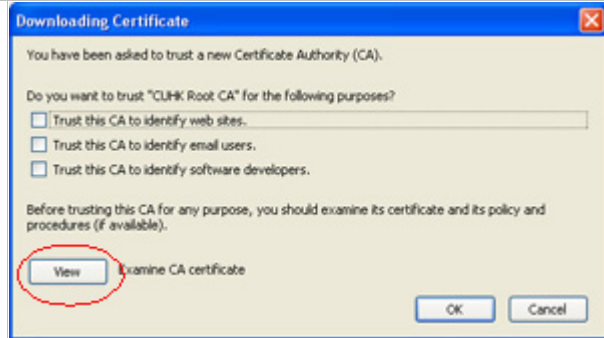 Downloading Certificate
You have been asked to trust a new Certificate Authority (CA).
Do you want to trust "CUHK Root CA" for the following purposes?
Trust this CA to identify web sites.
Trust this CA to identify email users.
Trust this CA to identify software developers.
Before trusting this CA for any purpose, you should examine its certificate and its policy and
procedures (if available).
View Examine CA certificate
OK Cancel